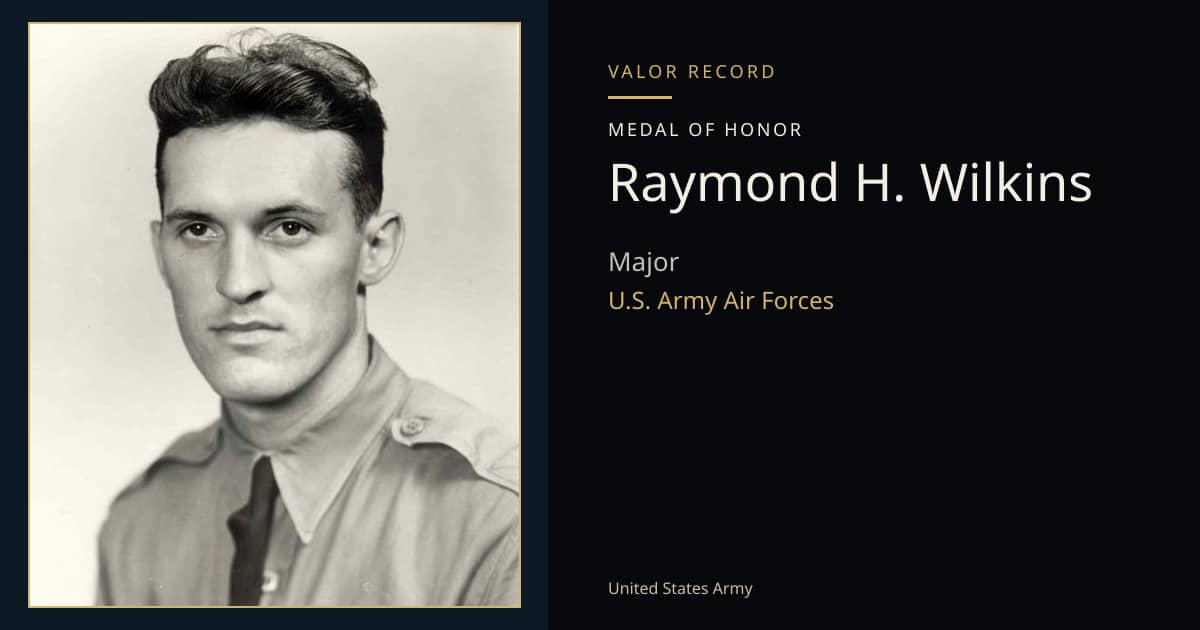 VALOR RECORD
MEDAL OF HONOR
Raymond H. Wilkins
Major
U.S. Army Air Forces
United States Army